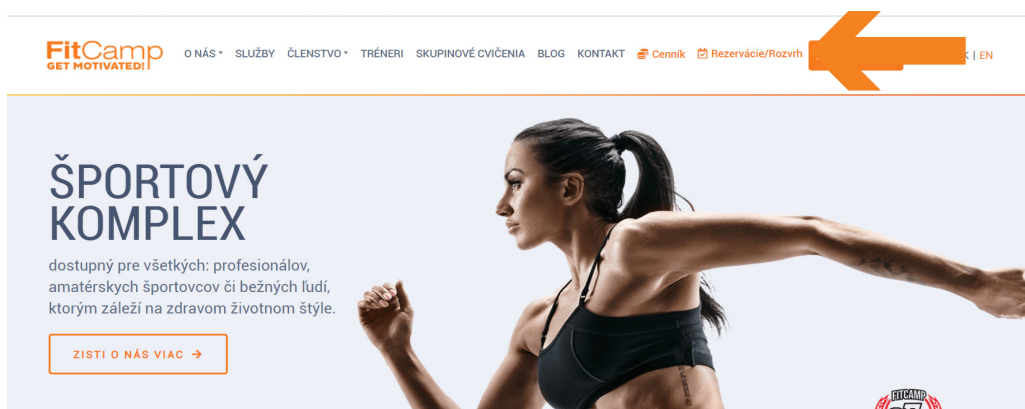 FitCamp
GET MOTIVATED!
O NÁS SLUŽBY ČLENSTVO TRÉNERI SKUPINOVÉ CVIČENIA BLOG KONTAKT Cenník Rezervácie/Rozvrh | EN
ŠPORTOVÝ
KOMPLEX
dostupný pre všetkých: profesionálov,
amatérskych športovcov či bežných ľudí,
ktorým záleží na zdravom životnom štýle.
ZISTI O NÁS VIAC →
FITCAMP